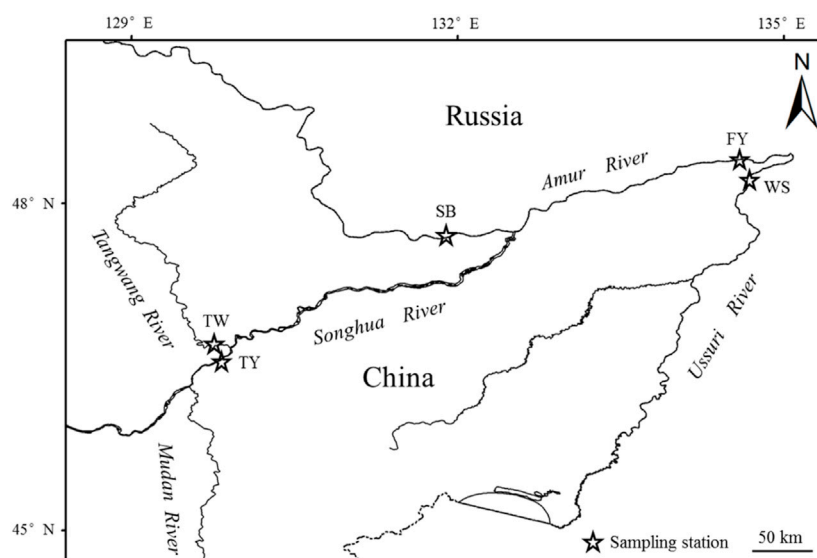 129° E
132° E
135° E
N
Russia
FY
Amur River
WS
48° N
SB
Tangwang River
TW
Songhua River
Ussuri River
TY
China
Mudan River
45° N
Sampling station
50 km